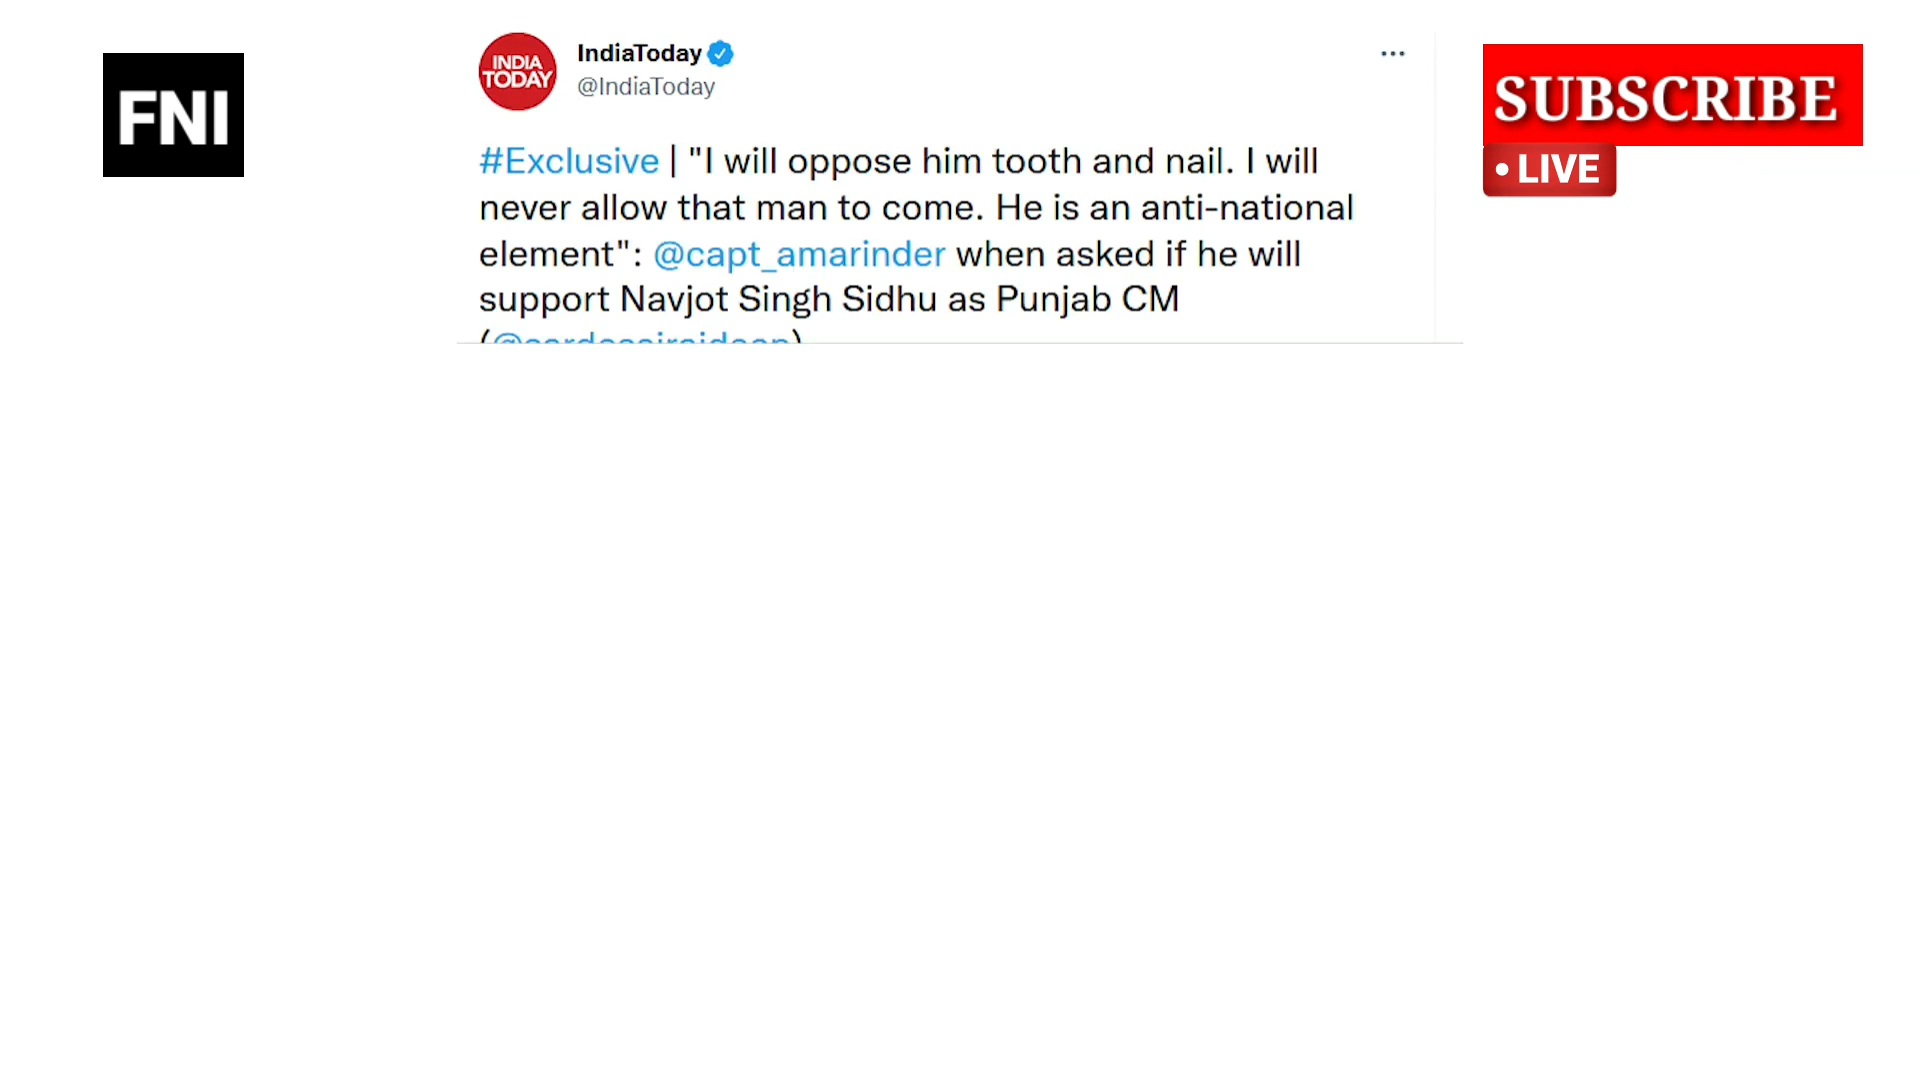 FNI
INDIA
TODAY
IndiaToday
@IndiaToday
#Exclusive | "I will oppose him tooth and nail. I will
never allow that man to come. He is an anti-national
element": @capt_amarinder when asked if he will
support Navjot Singh Sidhu as Punjab CM
SUBSCRIBE
• LIVE